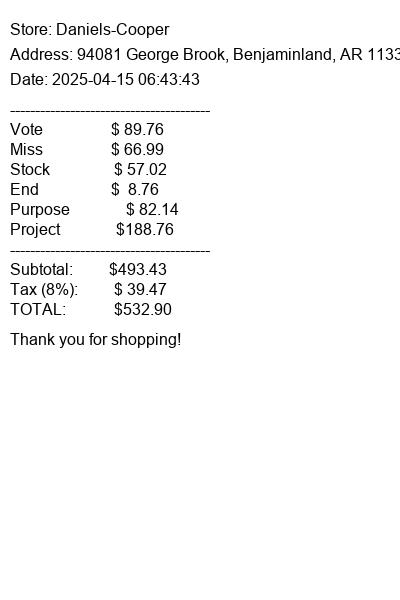 Store: Daniels-Cooper
Address: 94081 George Brook, Benjaminland, AR 1133
Date: 2025-04-15 06:43:43
----------------------------------------
Vote $ 89.76
Miss $ 66.99
Stock $ 57.02
End $ 8.76
Purpose $ 82.14
Project $188.76
----------------------------------------
Subtotal: $493.43
Tax (8%): $ 39.47
TOTAL: $532.90
Thank you for shopping!